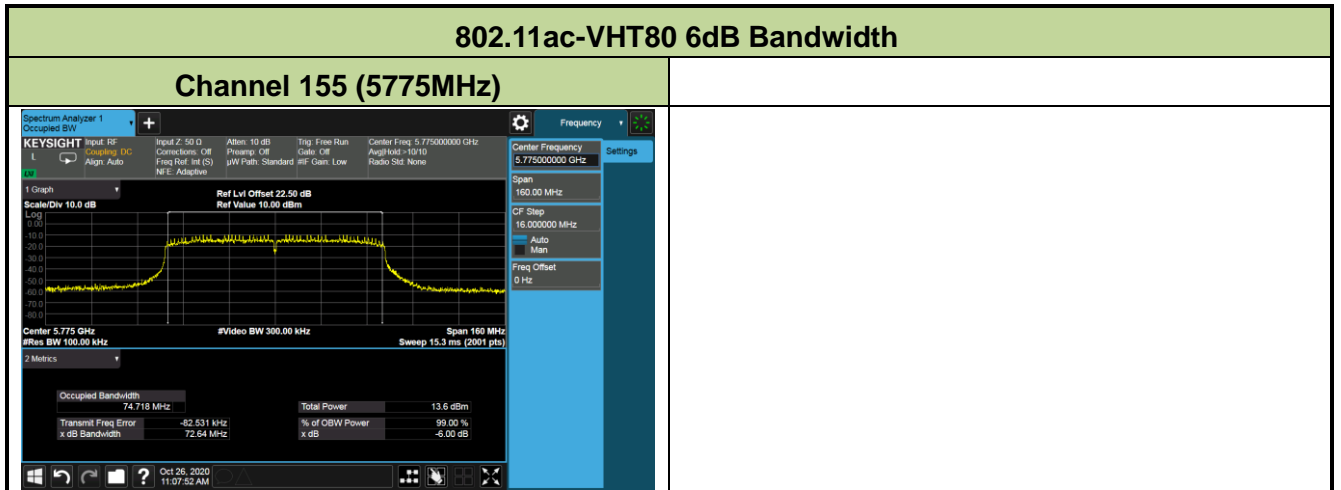 802.11ac-VHT80 6dB Bandwidth
Channel 155 (5775MHz)
Spectrum Analyzer 1
Occupied BW
+
Frequency
KEYSIGHT
L
Input: RF
Coupling: DC
Align: Auto
Input Z: 50 Ω
Corrections: Off
Freq Ref: Int (S)
NFE: Adaptive
Atten: 10 dB
Preamp: Off
µW Path: Standard
Trig: Free Run
Gate: Off
#IF Gain: Low
Center Freq: 5.775000000 GHz
Avg|Hold:>10/10
Radio Std: None
Center Frequency
5.775000000 GHz
Settings
Span
160.00 MHz
CF Step
16.000000 MHz
Auto
Man
Freq Offset
0 Hz
1 Graph
Scale/Div 10.0 dB
Ref Lvl Offset 22.50 dB
Ref Value 10.00 dBm
Log
0.00
-10.0
-20.0
-30.0
-40.0
-50.0
-60.0
-70.0
-80.0
Center 5.775 GHz
#Video BW 300.00 kHz
Span 160 MHz
#Res BW 100.00 kHz
Sweep 15.3 ms (2001 pts)
2 Metrics
Occupied Bandwidth
74.718 MHz
Total Power 13.6 dBm
Transmit Freq Error -82.531 kHz
% of OBW Power 99.00 %
x dB Bandwidth 72.64 MHz
x dB -6.00 dB
?
Oct 26, 2020
11:07:52 AM